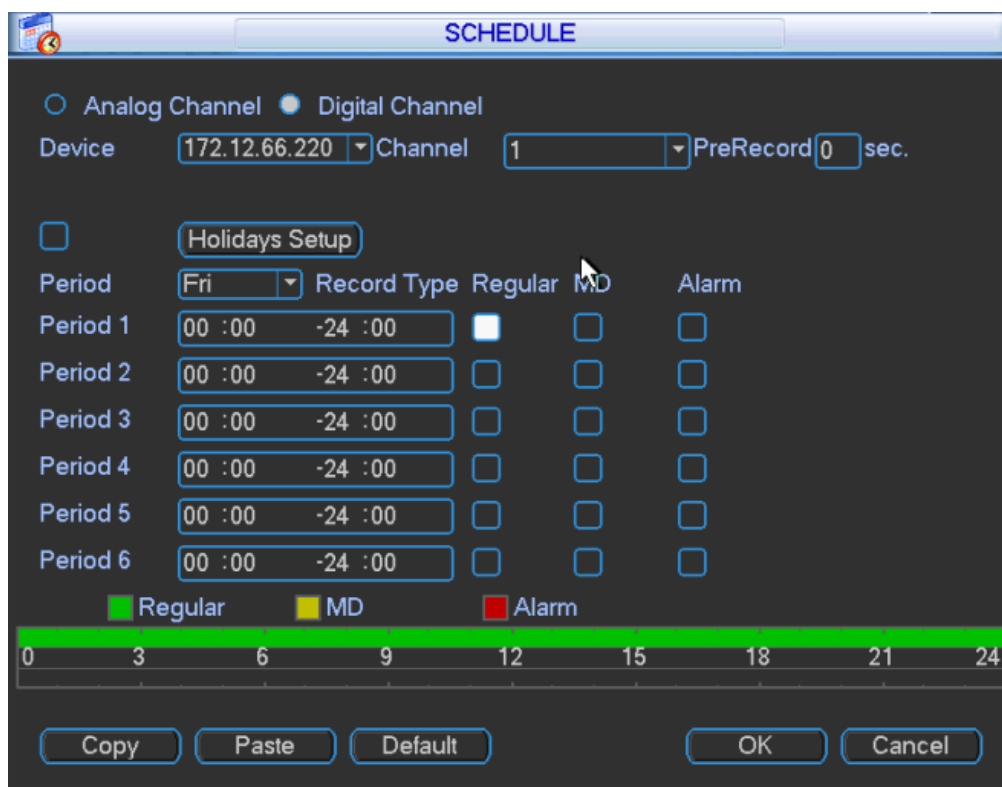 SCHEDULE
Analog Channel Digital Channel
Device 172.12.66.220 Channel 1 PreRecord 0 sec.
Holidays Setup
Period Fri Record Type Regular MD Alarm
Period 1 00 :00 -24 :00
Period 2 00 :00 -24 :00
Period 3 00 :00 -24 :00
Period 4 00 :00 -24 :00
Period 5 00 :00 -24 :00
Period 6 00 :00 -24 :00
Regular MD Alarm
0 3 6 9 12 15 18 21 24
Copy Paste Default OK Cancel